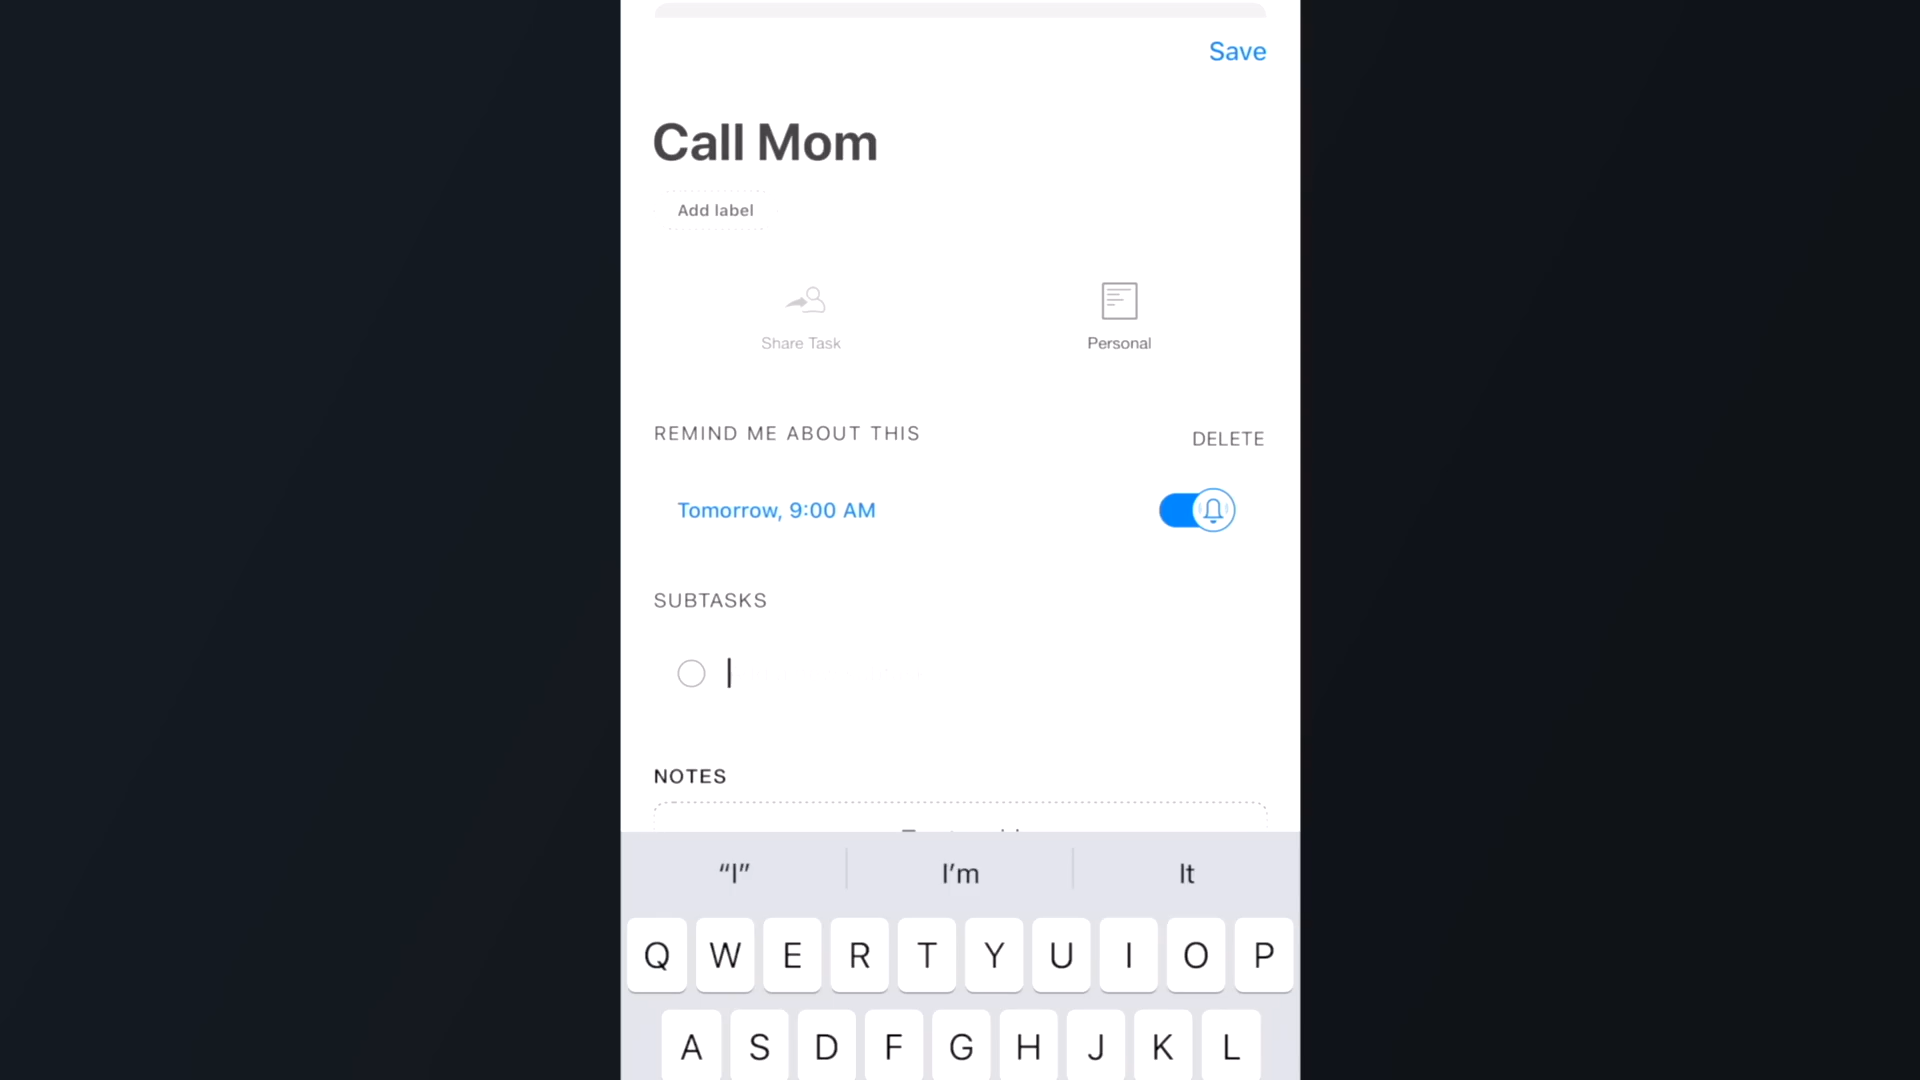 Save
Call Mom
Add label
Share Task
Personal
REMIND ME ABOUT THIS
DELETE
Tomorrow, 9:00 AM
SUBTASKS
NOTES
“I” I’m It
Q W E R T Y U I O P
A S D F G H J K L